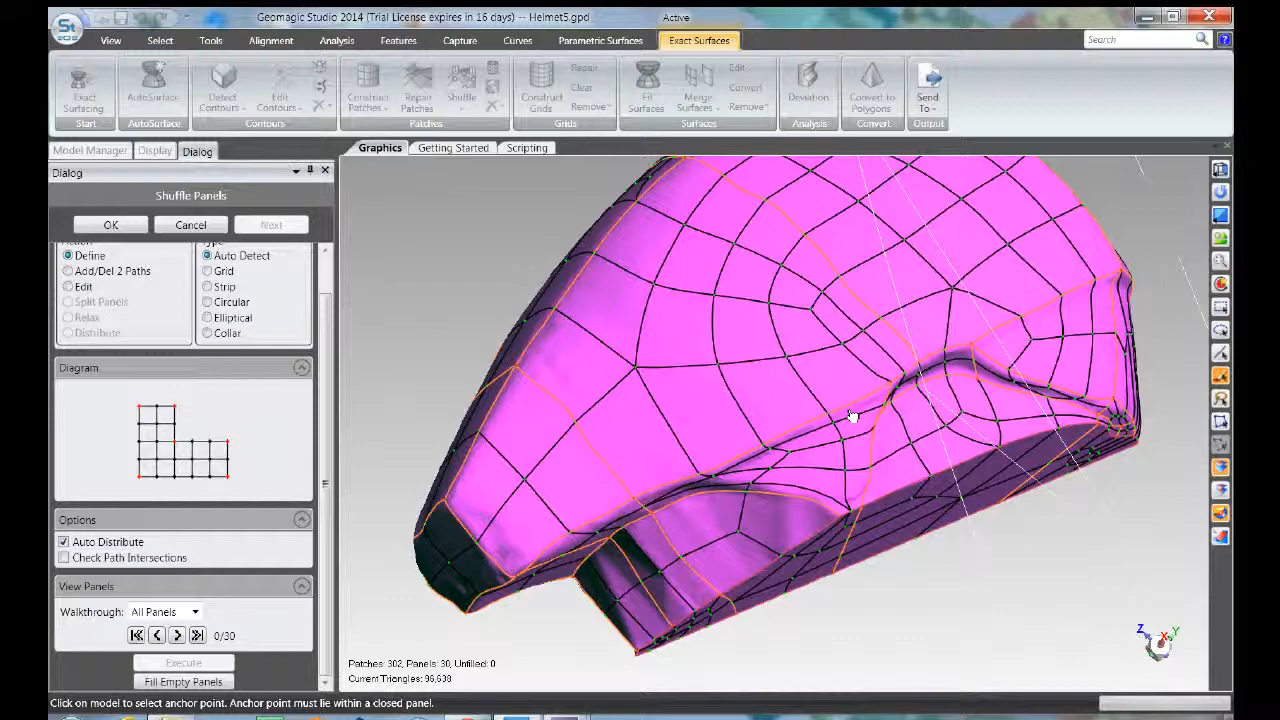 St
Geomagic Studio 2014 [Trial License expires in 16 days] -- Helmet5.gpd
Active
View Select Tools Alignment Analysis Features Capture Curves Parametric Surfaces Exact Surfaces
Search
Exact Surfacing
AutoSurface
Detect Contours
Edit Contours
Construct Patches
Repair Patches
Shuffle
Construct Grids
Repair
Clear
Remove
Fit Surfaces
Merge Surfaces
Edit
Convert
Remove
Deviation
Convert to Polygons
Send To
Start AutoSurface Contours Patches Grids Surfaces Analysis Convert Output
Model Manager Display Dialog
Graphics Getting Started Scripting
Dialog
Shuffle Panels
OK Cancel Next
Define Auto Detect
Add/Del 2 Paths Grid
Edit Strip
Split Panels Circular
Relax Elliptical
Distribute Collar
Diagram
Options
Auto Distribute
Check Path Intersections
View Panels
Walkthrough: All Panels
0/30
Execute
Fill Empty Panels
Patches: 302, Panels: 30, Unfilled: 0
Current Triangles: 96,638
Z X Y
Click on model to select anchor point. Anchor point must lie within a closed panel.